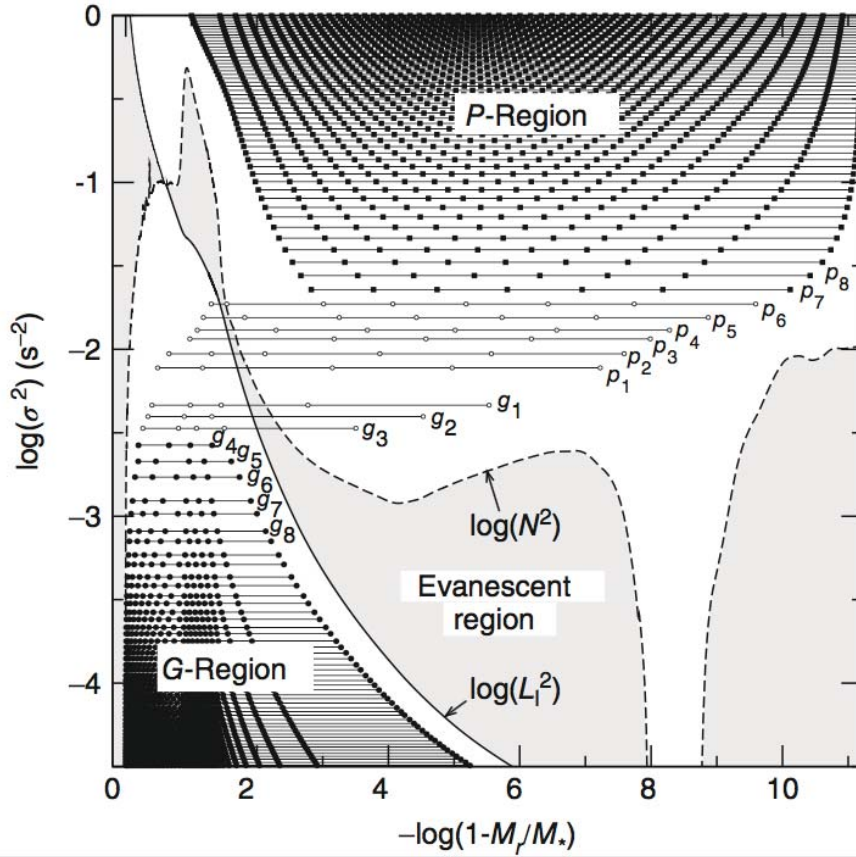 0
-1
−2
−3
−4
log(σ²) (s⁻²)
P-Region
p₈
p₇
p₆
p₅
p₄
p₃
p₂
p₁
g₁
g₂
g₃
g₄
g₅
g₆
g₇
g₈
log(N²)
Evanescent
region
G-Region
log(Lₗ²)
0 2 4 6 8 10
−log(1-Mᵣ/M⁎)